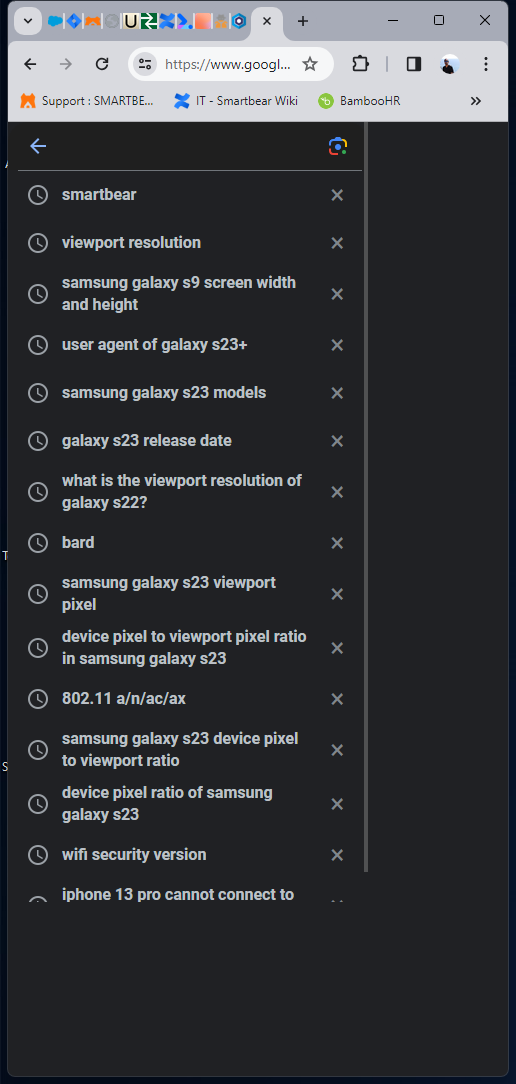 https://www.googl...
Support : SMARTBE...
IT - Smartbear Wiki
BambooHR
smartbear
viewport resolution
samsung galaxy s9 screen width
and height
user agent of galaxy s23+
samsung galaxy s23 models
galaxy s23 release date
what is the viewport resolution of
galaxy s22?
bard
T
samsung galaxy s23 viewport
pixel
device pixel to viewport pixel ratio
in samsung galaxy s23
802.11 a/n/ac/ax
samsung galaxy s23 device pixel
to viewport ratio
S
device pixel ratio of samsung
galaxy s23
wifi security version
iphone 13 pro cannot connect to